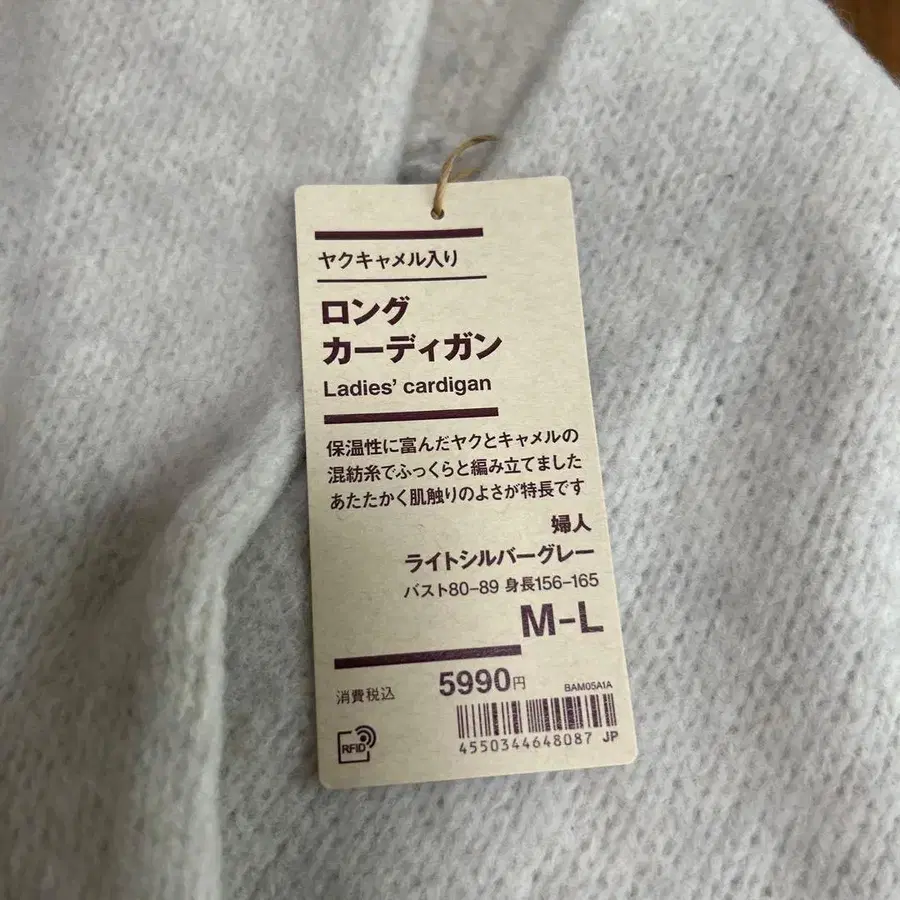 ヤクキャメル入り
ロング
カーディガン
Ladies' cardigan
保温性に富んだヤクとキャメルの
混紡糸でふっくらと編み立てました
あたたかく肌触りのよさが特長です
婦人
ライトシルバーグレー
バスト80-89 身長156-165
M-L
消費税込 5990円
BAM05A1A
4550344648087 JP
RFID